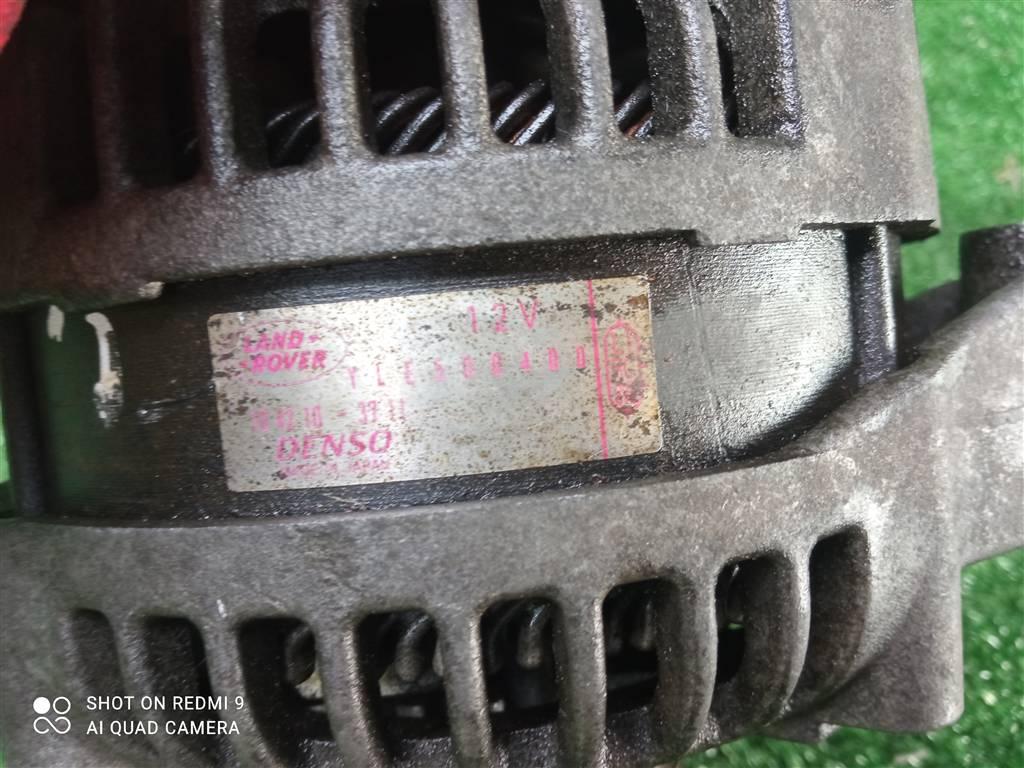 LAND-
ROVER
12V
YLE500400
DENSO
MADE IN JAPAN
SHOT ON REDMI 9
AI QUAD CAMERA